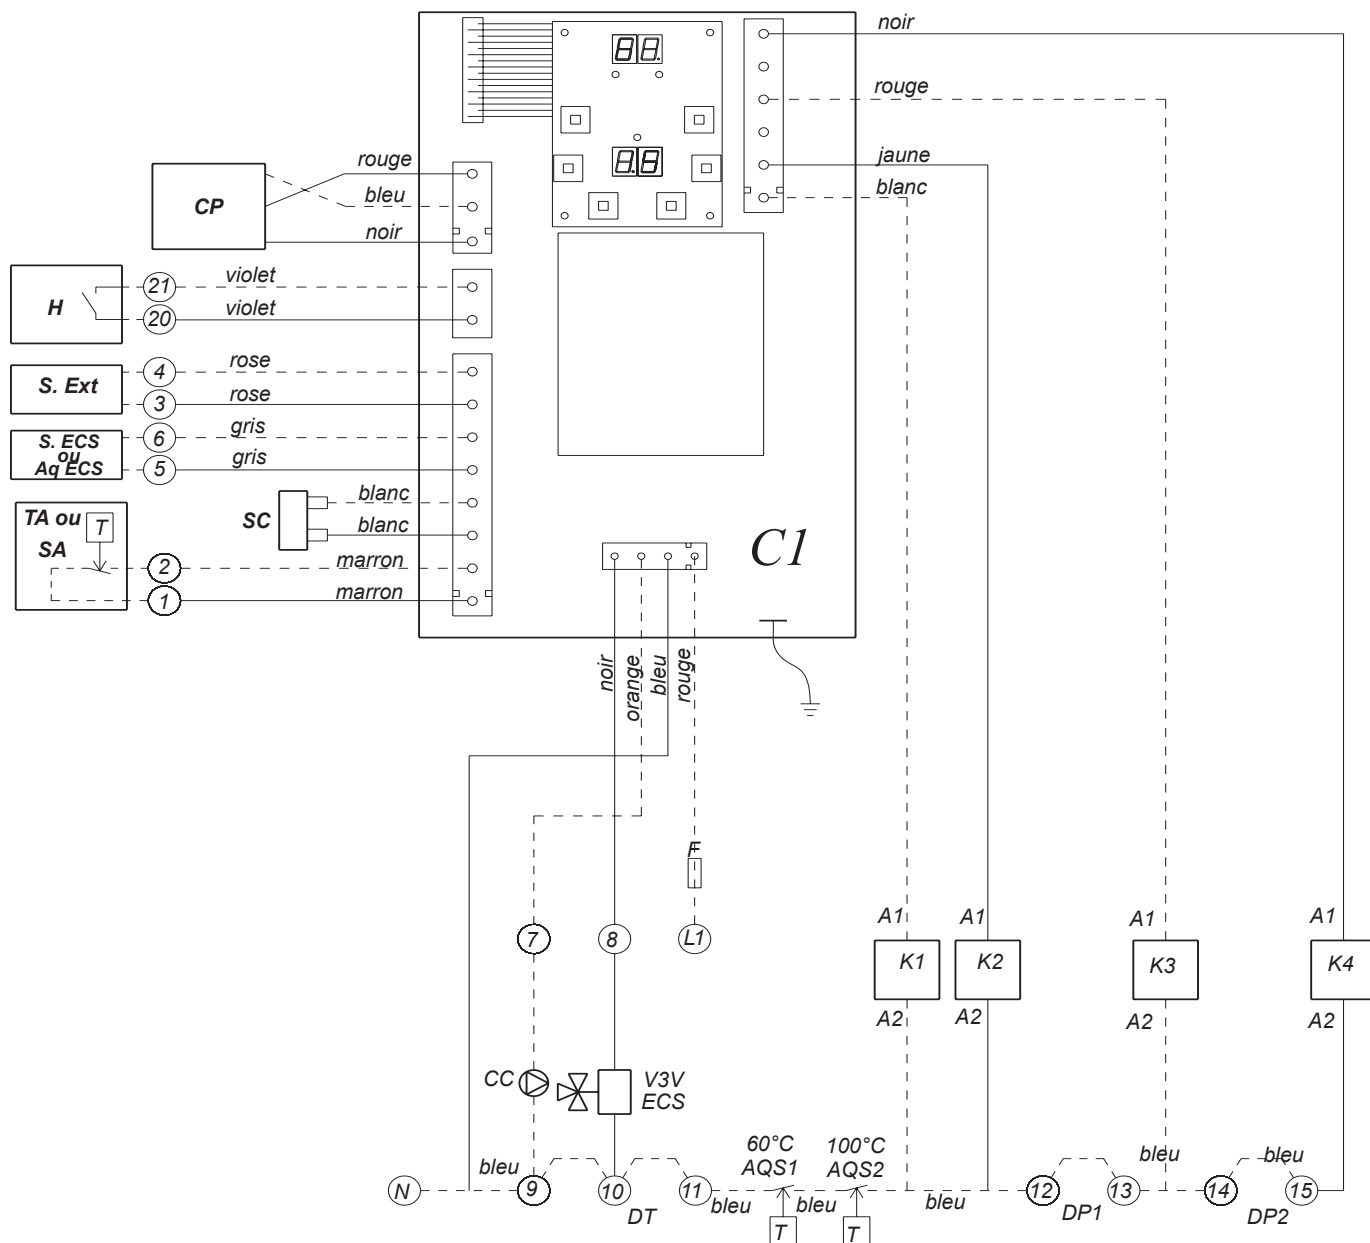 noir
88.
rouge
jaune
blanc
8.8
rouge
bleu
noir
CP
violet
21
H
20
violet
4
rose
S. Ext
3
rose
6
gris
S. ECS
ou
Aq ECS
5
gris
blanc
SC
blanc
TA ou
T
SA
2
marron
1
marron
C1
noir
orange
bleu
rouge
F
7
8
L1
A1
A1
A1
A1
K1
K2
K3
K4
A2
A2
A2
A2
CC
V3V
ECS
60°C
AQS1
100°C
AQS2
N
bleu
9
10
11
DT
bleu
bleu
bleu
T
T
12
13
DP1
bleu
14
15
bleu
DP2